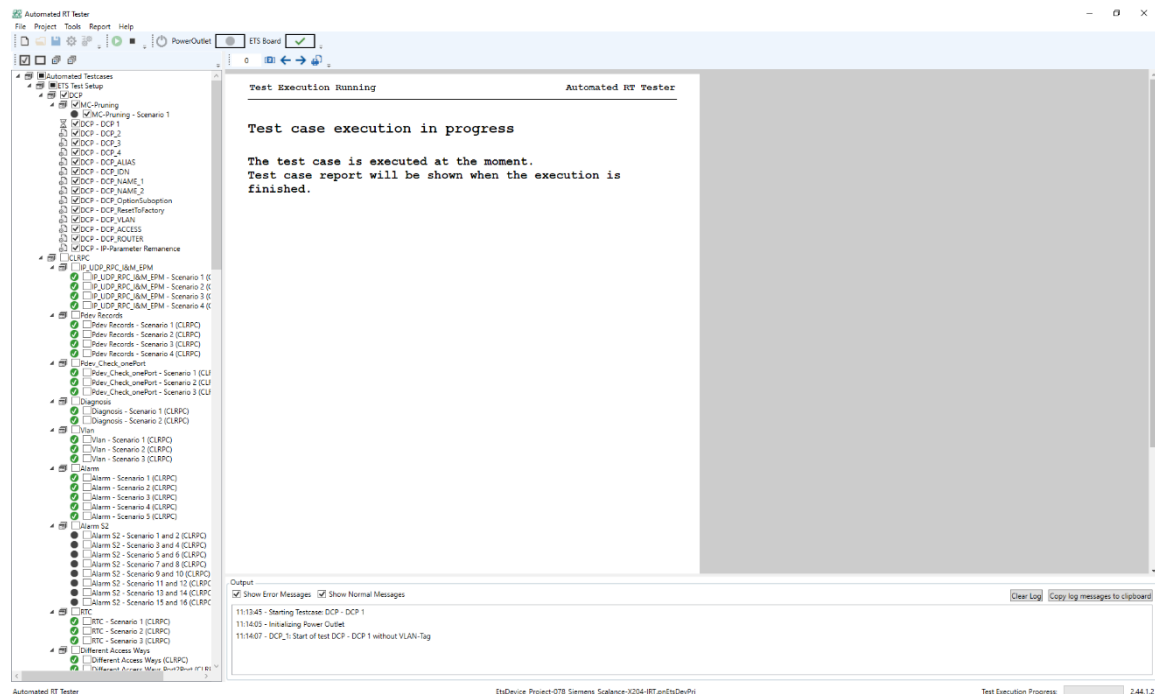 Automated RT Tester
File Project Tools Report Help
PowerOutlet ETS Board
0
Automated Testcases
ETS Test Setup
DCP
MC-Pruning
MC-Pruning - Scenario 1
DCP - DCP 1
DCP - DCP_2
DCP - DCP_3
DCP - DCP_4
DCP - DCP_ALIAS
DCP - DCP_IDN
DCP - DCP_NAME_1
DCP - DCP_NAME_2
DCP - DCP_OptionSuboption
DCP - DCP_ResetToFactory
DCP - DCP_VLAN
DCP - DCP_ACCESS
DCP - DCP_ROUTER
DCP - IP-Parameter Remanence
CLRPC
IP_UDP_RPC_I&M_EPM
IP_UDP_RPC_I&M_EPM - Scenario 1 (C
IP_UDP_RPC_I&M_EPM - Scenario 2 (C
IP_UDP_RPC_I&M_EPM - Scenario 3 (C
IP_UDP_RPC_I&M_EPM - Scenario 4 (C
Pdev Records
Pdev Records - Scenario 1 (CLRPC)
Pdev Records - Scenario 2 (CLRPC)
Pdev Records - Scenario 3 (CLRPC)
Pdev Records - Scenario 4 (CLRPC)
Pdev_Check_onePort
Pdev_Check_onePort - Scenario 1 (CLF
Pdev_Check_onePort - Scenario 2 (CLF
Pdev_Check_onePort - Scenario 3 (CLF
Diagnosis
Diagnosis - Scenario 1 (CLRPC)
Diagnosis - Scenario 2 (CLRPC)
Vlan
Vlan - Scenario 1 (CLRPC)
Vlan - Scenario 2 (CLRPC)
Vlan - Scenario 3 (CLRPC)
Alarm
Alarm - Scenario 1 (CLRPC)
Alarm - Scenario 2 (CLRPC)
Alarm - Scenario 3 (CLRPC)
Alarm - Scenario 4 (CLRPC)
Alarm - Scenario 5 (CLRPC)
Alarm S2
Alarm S2 - Scenario 1 and 2 (CLRPC)
Alarm S2 - Scenario 3 and 4 (CLRPC)
Alarm S2 - Scenario 5 and 6 (CLRPC)
Alarm S2 - Scenario 7 and 8 (CLRPC)
Alarm S2 - Scenario 9 and 10 (CLRPC)
Alarm S2 - Scenario 11 and 12 (CLRPC
Alarm S2 - Scenario 13 and 14 (CLRPC
Alarm S2 - Scenario 15 and 16 (CLRPC
RTC
RTC - Scenario 1 (CLRPC)
RTC - Scenario 2 (CLRPC)
RTC - Scenario 3 (CLRPC)
Different Access Ways
Different Access Ways (CLRPC)
Different Access Ways Port2Port (CLRI
Test Execution Running Automated RT Tester
Test case execution in progress
The test case is executed at the moment.
Test case report will be shown when the execution is
finished.
Output
Show Error Messages Show Normal Messages Clear Log Copy log messages to clipboard
11:13:45 - Starting Testcase: DCP - DCP 1
11:14:05 - Initializing Power Outlet
11:14:07 - DCP_1: Start of test DCP - DCP 1 without VLAN-Tag
Automated RT Tester EtsDevice_Project-078_Siemens_Scalance-X204-IRT.onEtsDevPrj Test Execution Progress: 2.44.1.2